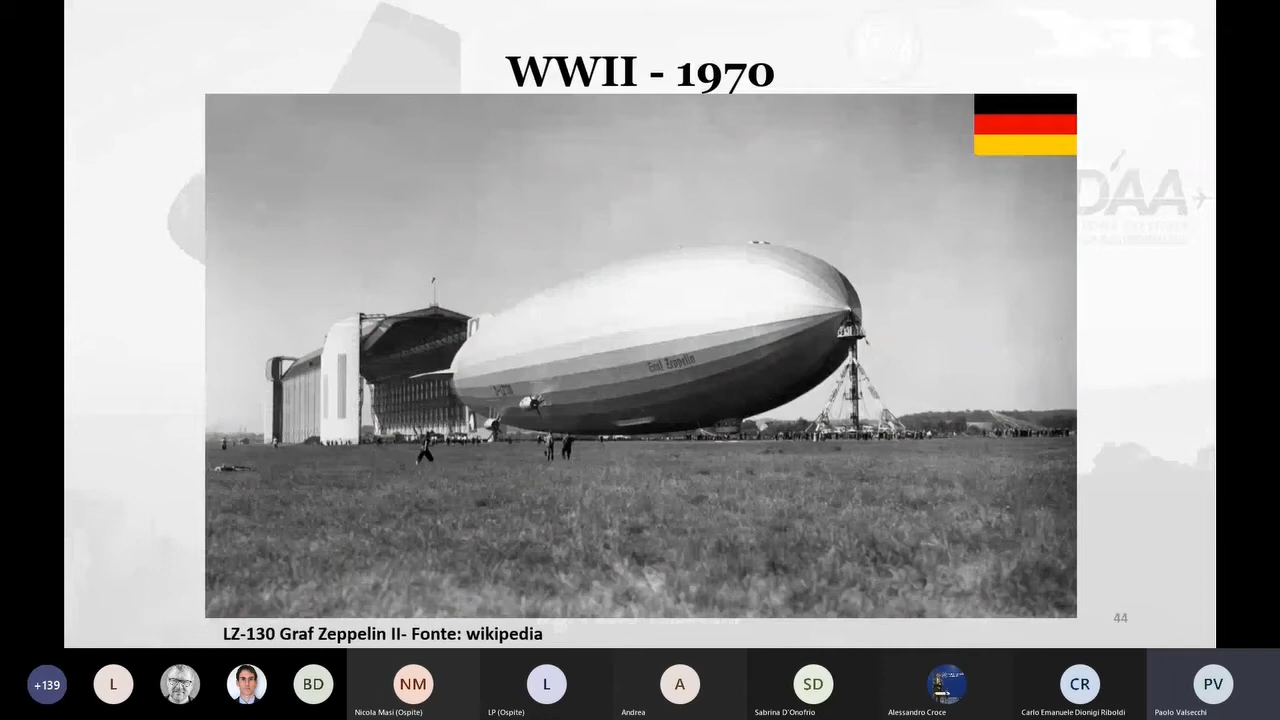 WWII - 1970
DAA
Graf Zeppelin
LZ-130 Graf Zeppelin II- Fonte: wikipedia
44
+139
L
BD
NM
L
A
SD
CR
PV
Nicola Masi (Ospite)
LP (Ospite)
Andrea
Sabrina D'Onofrio
Alessandro Croce
Carlo Emanuele Dionigi Riboldi
Paolo Valsecchi